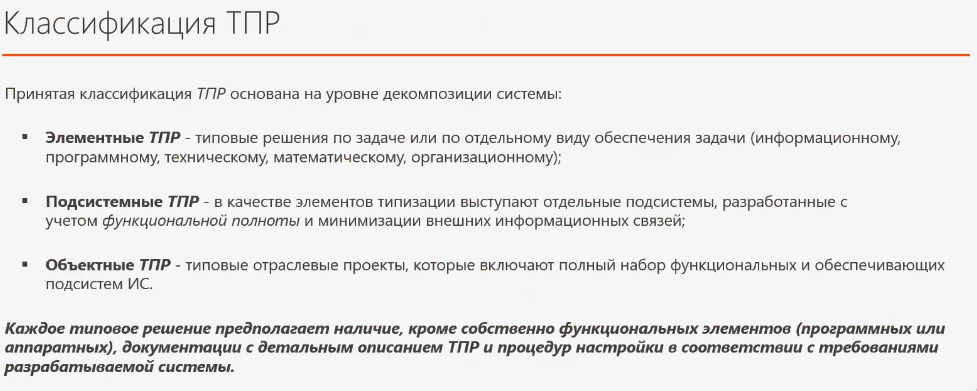 Классификация ТПР
Принятая классификация ТПР основана на уровне декомпозиции системы:
▪ Элементные ТПР - типовые решения по задаче или по отдельному виду обеспечения задачи (информационному,
программному, техническому, математическому, организационному);
▪ Подсистемные ТПР - в качестве элементов типизации выступают отдельные подсистемы, разработанные с
учетом функциональной полноты и минимизации внешних информационных связей;
▪ Объектные ТПР - типовые отраслевые проекты, которые включают полный набор функциональных и обеспечивающих
подсистем ИС.
Каждое типовое решение предполагает наличие, кроме собственно функциональных элементов (программных или
аппаратных), документации с детальным описанием ТПР и процедур настройки в соответствии с требованиями
разрабатываемой системы.